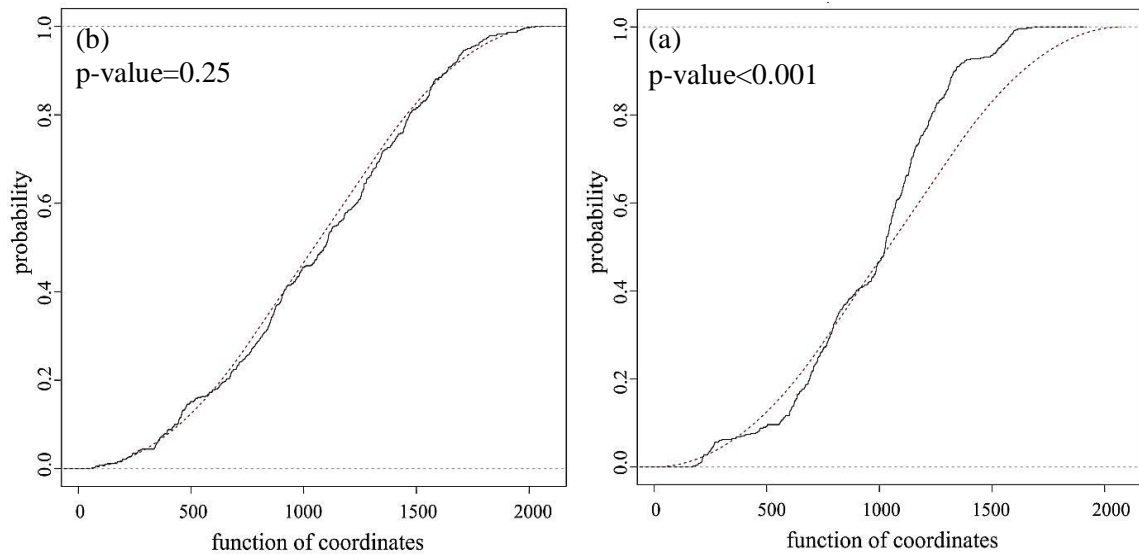 (b)
p-value=0.25
probability
0.0
0.2
0.4
0.6
0.8
1.0
0
500
1000
1500
2000
function of coordinates
(a)
p-value<0.001
probability
0.0
0.2
0.4
0.6
0.8
1.0
0
500
1000
1500
2000
function of coordinates